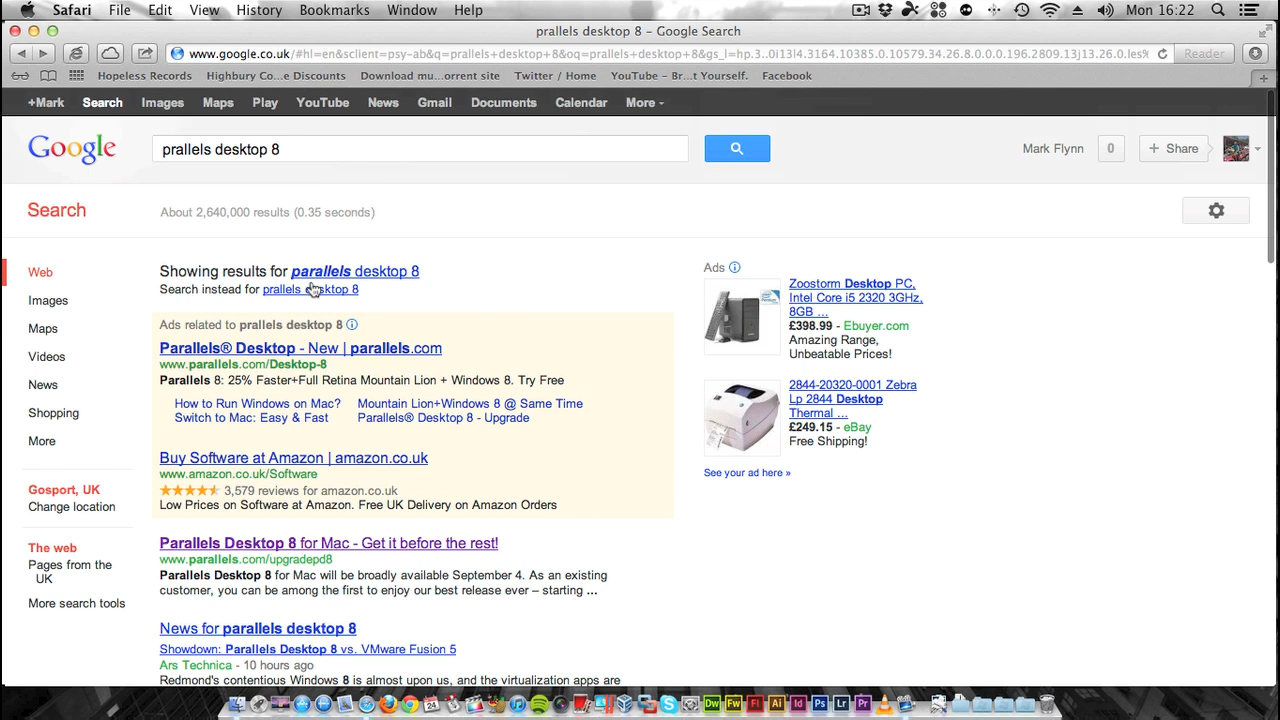 Safari File Edit View History Bookmarks Window Help Mon 16:22
prallels desktop 8 - Google Search
www.google.co.uk/#hl=en&sclient=psy-ab&q=prallels+desktop+8&oq=prallels+desktop+8&gs_l=hp.3..0i13l4.3164.10385.0.10579.34.26.8.0.0.0.196.2809.13j13.26.0.les% Reader
Hopeless Records Highbury Co...e Discounts Download mu...orrent site Twitter / Home YouTube - Br...t Yourself. Facebook
+Mark Search Images Maps Play YouTube News Gmail Documents Calendar More
Google prallels desktop 8 Mark Flynn 0 + Share
Search About 2,640,000 results (0.35 seconds)
Web
Images
Maps
Videos
News
Shopping
More
Gosport, UK
Change location
The web
Pages from the
UK
More search tools
Showing results for parallels desktop 8
Search instead for prallels desktop 8
Ads related to prallels desktop 8
Parallels® Desktop - New | parallels.com
www.parallels.com/Desktop-8
Parallels 8: 25% Faster+Full Retina Mountain Lion + Windows 8. Try Free
How to Run Windows on Mac? Mountain Lion+Windows 8 @ Same Time
Switch to Mac: Easy & Fast Parallels® Desktop 8 - Upgrade
Buy Software at Amazon | amazon.co.uk
www.amazon.co.uk/Software
3,579 reviews for amazon.co.uk
Low Prices on Software at Amazon. Free UK Delivery on Amazon Orders
Parallels Desktop 8 for Mac - Get it before the rest!
www.parallels.com/upgradepd8
Parallels Desktop 8 for Mac will be broadly available September 4. As an existing
customer, you can be among the first to enjoy our best release ever – starting ...
News for parallels desktop 8
Showdown: Parallels Desktop 8 vs. VMware Fusion 5
Ars Technica - 10 hours ago
Redmond's contentious Windows 8 is almost upon us, and the virtualization apps are
Ads
Zoostorm Desktop PC,
Intel Core i5 2320 3GHz,
8GB ...
£398.99 - Ebuyer.com
Amazing Range,
Unbeatable Prices!
2844-20320-0001 Zebra
Lp 2844 Desktop
Thermal ...
£249.15 - eBay
Free Shipping!
See your ad here »
Dw Fw Fl Ai Id Ps Lr Pr